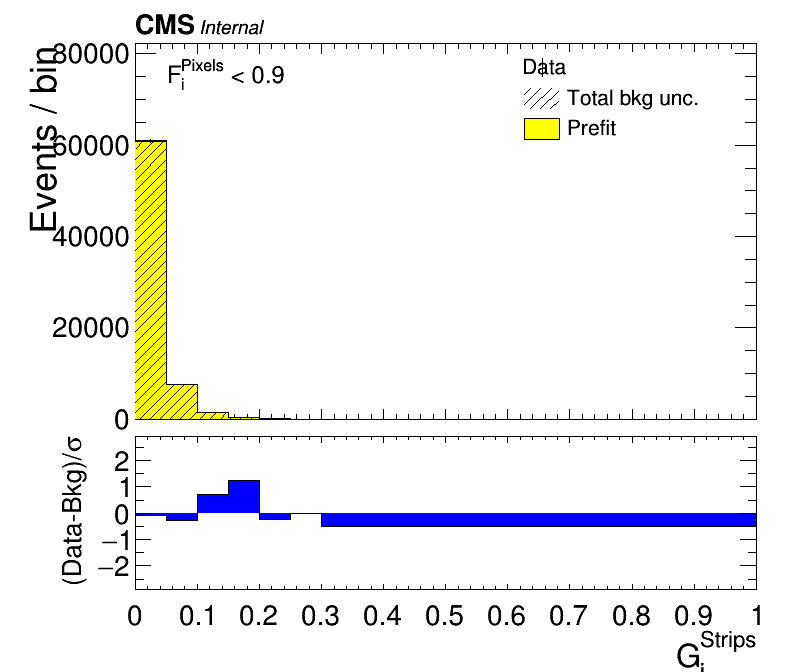 CMS Internal
80000
60000
40000
20000
0
Events / bin
F_i^Pixels < 0.9
Data
Total bkg unc.
Prefit
(Data-Bkg)/σ
2
1
0
−1
−2
0 0.1 0.2 0.3 0.4 0.5 0.6 0.7 0.8 0.9 1
G_i^Strips